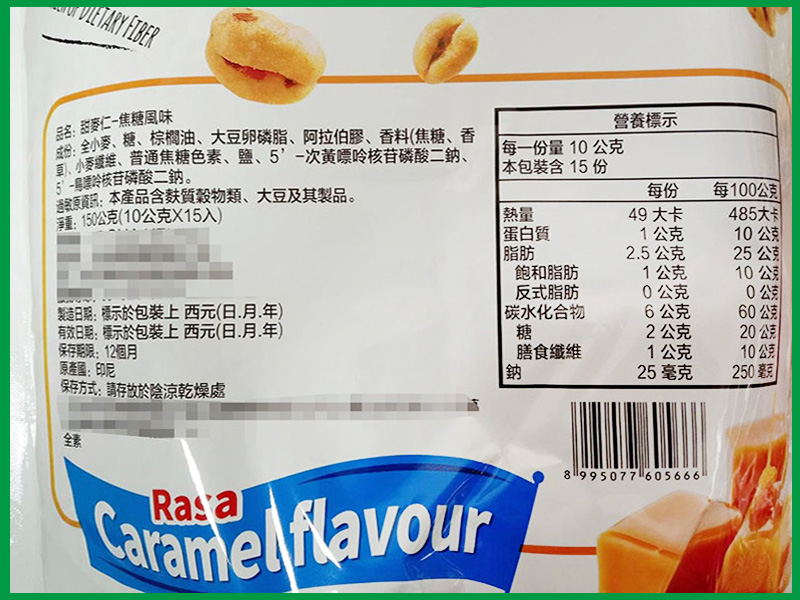 OF DIETARY FIBER
品名: 甜麥仁-焦糖風味
成份: 全小麥、糖、棕櫚油、大豆卵磷脂、阿拉伯膠、香料(焦糖、香
草)、小麥纖維、普通焦糖色素、鹽、5’-次黃嘌呤核苷磷酸二鈉、
5’-鳥嘌呤核苷磷酸二鈉。
過敏原資訊: 本產品含麩質穀物類、大豆及其製品。
淨重: 150公克(10公克X15入)
製造日期: 標示於包裝上 西元(日.月.年)
有效日期: 標示於包裝上 西元(日.月.年)
保存期限: 12個月
原產國: 印尼
保存方式: 請存放於陰涼乾燥處
全素
營養標示
每一份量 10 公克
本包裝含 15 份
每份 每100公克
熱量 49 大卡 485大卡
蛋白質 1 公克 10 公克
脂肪 2.5 公克 25 公克
飽和脂肪 1 公克 10 公克
反式脂肪 0 公克 0 公克
碳水化合物 6 公克 60 公克
糖 2 公克 20 公克
膳食纖維 1 公克 10 公克
鈉 25 毫克 250 毫克
8 995077 605666
Rasa
Caramel flavour